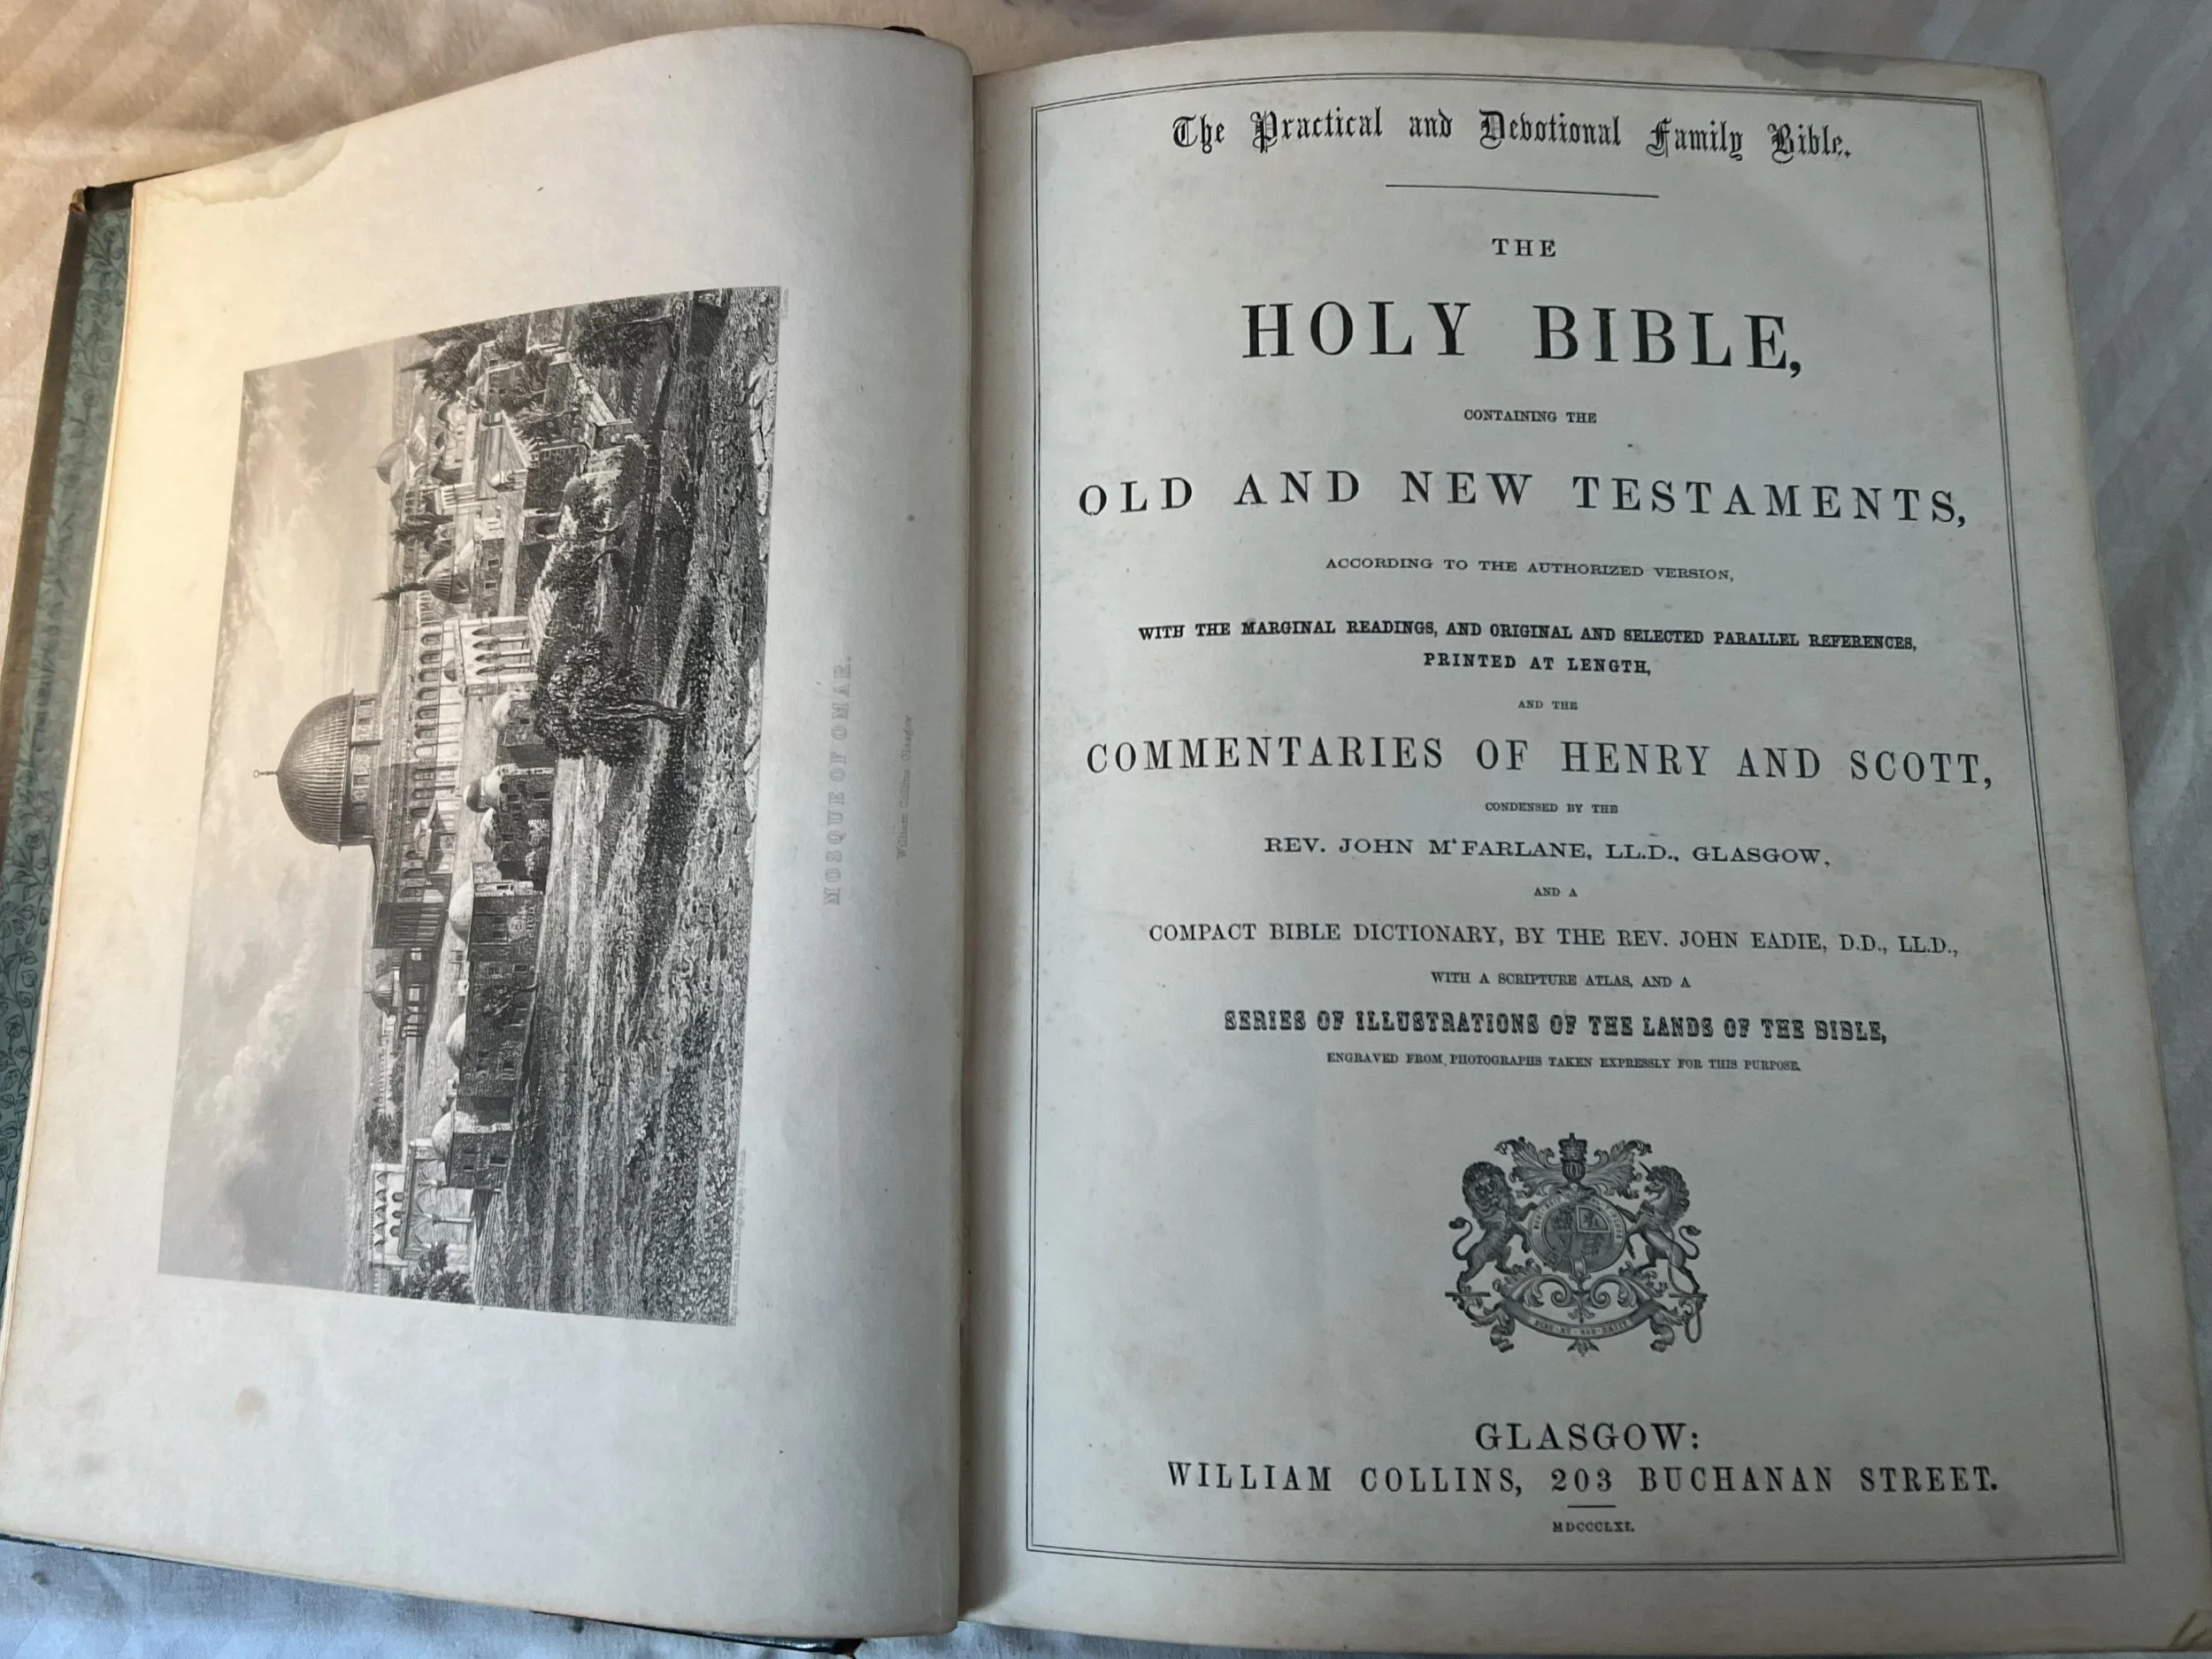 MOSQUE OF OMAR.
William Collins Glasgow
The Practical and Devotional Family Bible.
THE
HOLY BIBLE,
CONTAINING THE
OLD AND NEW TESTAMENTS,
ACCORDING TO THE AUTHORIZED VERSION,
WITH THE MARGINAL READINGS, AND ORIGINAL AND SELECTED PARALLEL REFERENCES,
PRINTED AT LENGTH,
AND THE
COMMENTARIES OF HENRY AND SCOTT,
CONDENSED BY THE
REV. JOHN M'FARLANE, LL.D., GLASGOW,
AND A
COMPACT BIBLE DICTIONARY, BY THE REV. JOHN EADIE, D.D., LL.D.,
WITH A SCRIPTURE ATLAS, AND A
SERIES OF ILLUSTRATIONS OF THE LANDS OF THE BIBLE,
ENGRAVED FROM PHOTOGRAPHS TAKEN EXPRESSLY FOR THIS PURPOSE.
GLASGOW:
WILLIAM COLLINS, 203 BUCHANAN STREET.
MDCCCLXI.